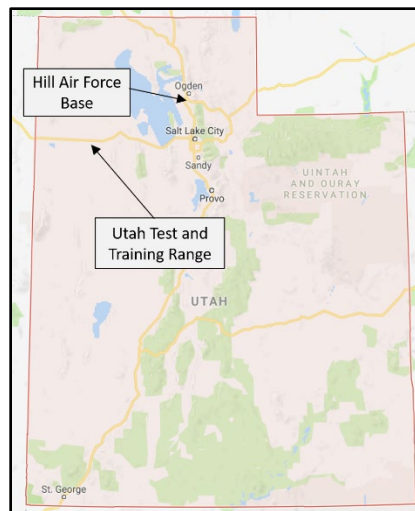 Hill Air Force
Base
Ogden
Salt Lake City
Sandy
Provo
UINTAH
AND OURAY
RESERVATION
Utah Test and
Training Range
UTAH
St. George